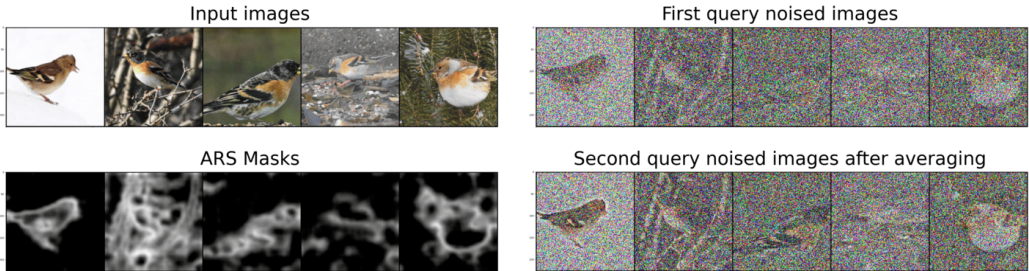 Input images
First query noised images
ARS Masks
Second query noised images after averaging